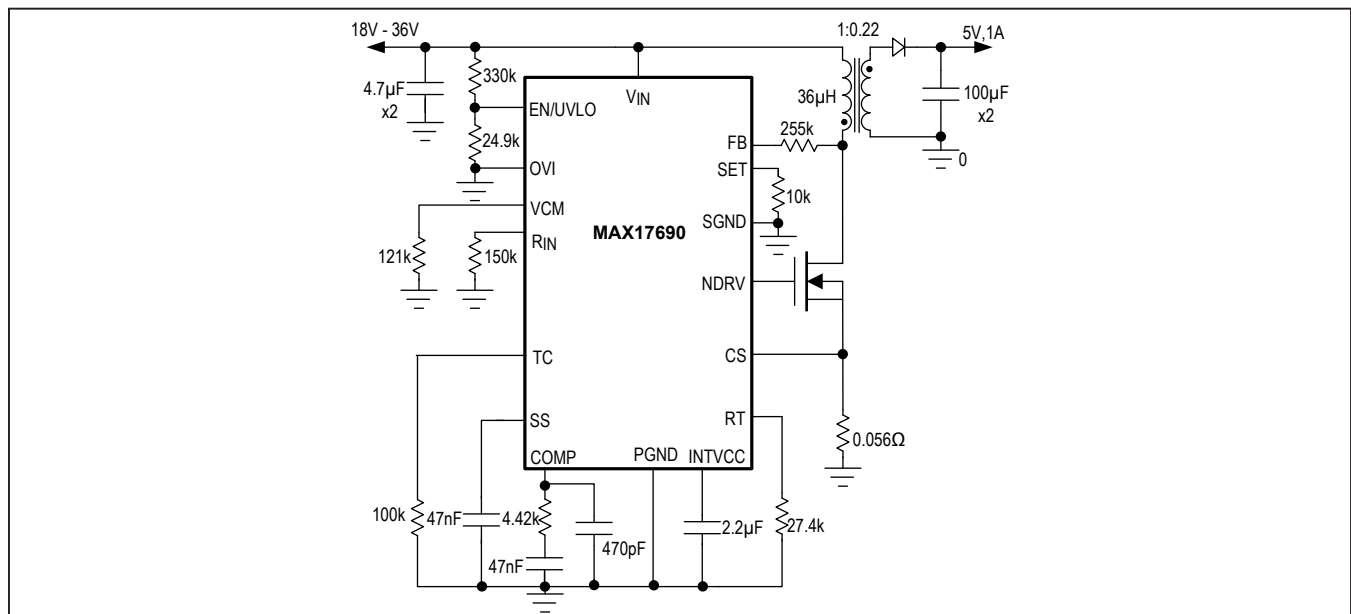 18V - 36V
1:0.22
5V,1A
330k
4.7µF
x2
EN/UVLO
24.9k
OVI
VIN
36µH
100µF
x2
0
FB
255k
SET
10k
SGND
VCM
MAX17690
RIN
121k
150k
NDRV
TC
CS
SS
RT
0.056Ω
COMP
PGND
INTVCC
100k
47nF
4.42k
470pF
2.2µF
27.4k
47nF